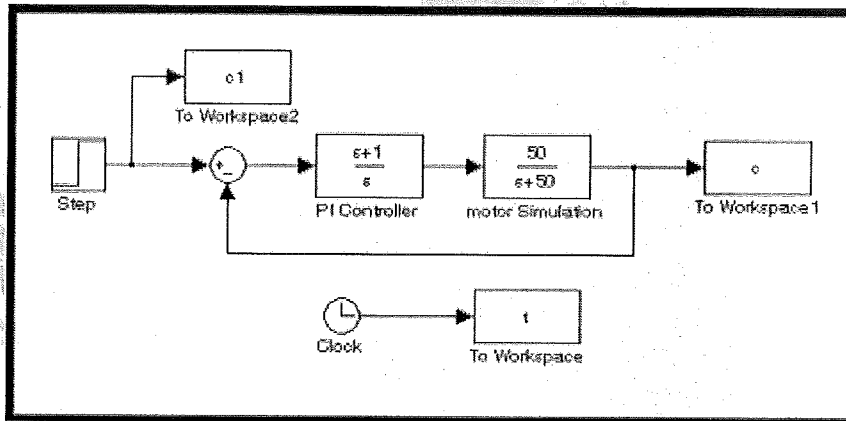 c1
To Workspace2
+
-
Step
s+1
s
PI Controller
50
s+50
motor Simulation
c
To Workspace1
Clock
t
To Workspace